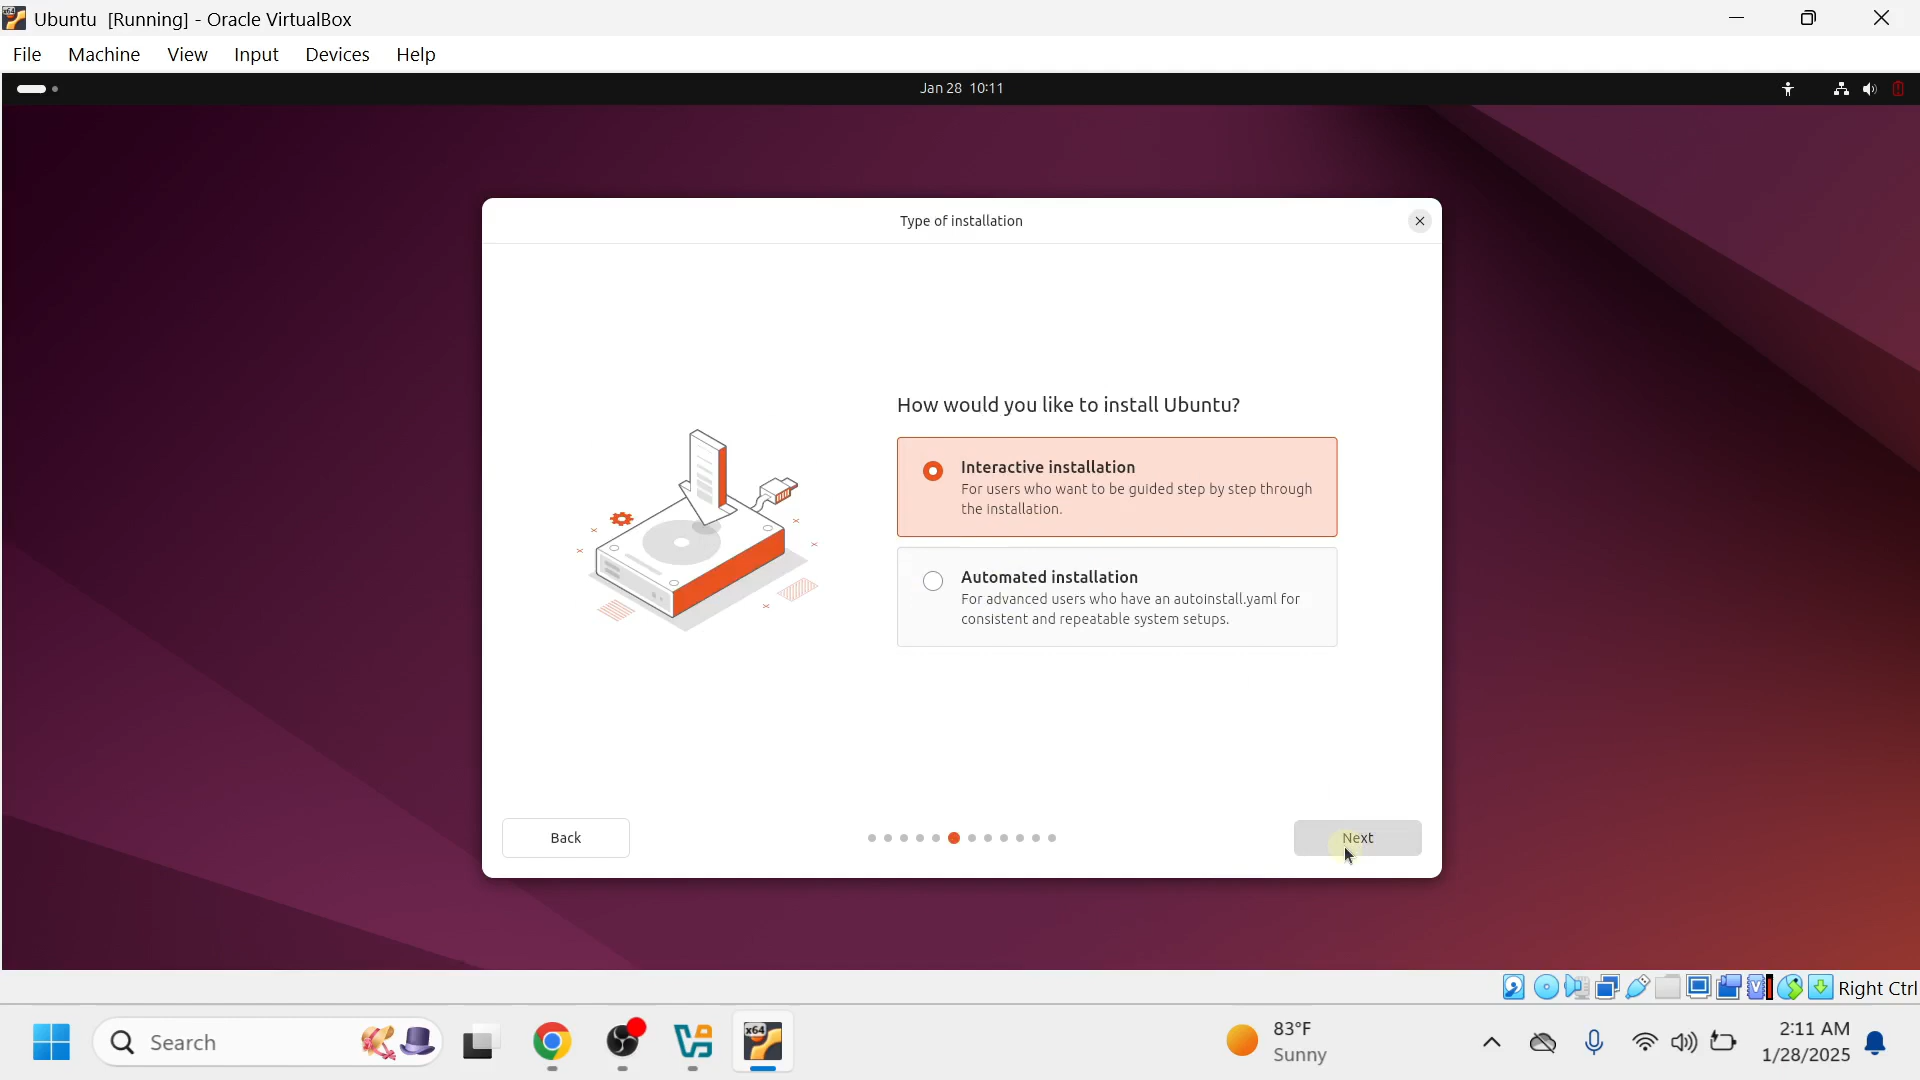 Ubuntu [Running] - Oracle VirtualBox
File Machine View Input Devices Help
Jan 28 10:11
Type of installation
How would you like to install Ubuntu?
Interactive installation
For users who want to be guided step by step through
the installation.
Automated installation
For advanced users who have an autoinstall.yaml for
consistent and repeatable system setups.
Back
Next
Right Ctrl
Search
x64
83°F
Sunny
2:11 AM
1/28/2025